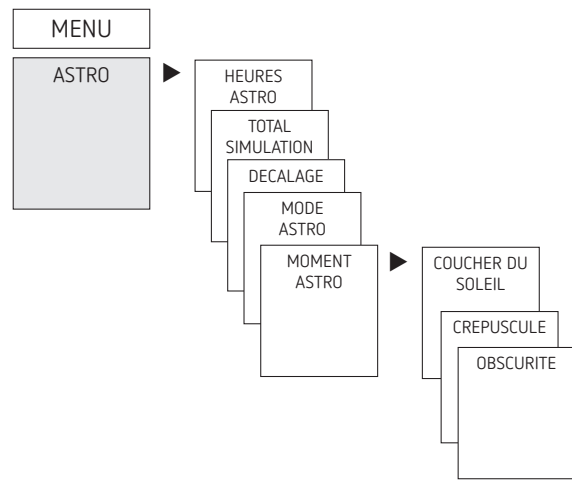 MENU
ASTRO
HEURES
ASTRO
TOTAL
SIMULATION
DECALAGE
MODE
ASTRO
MOMENT
ASTRO
COUCHER DU
SOLEIL
CREPUSCULE
OBSCURITE